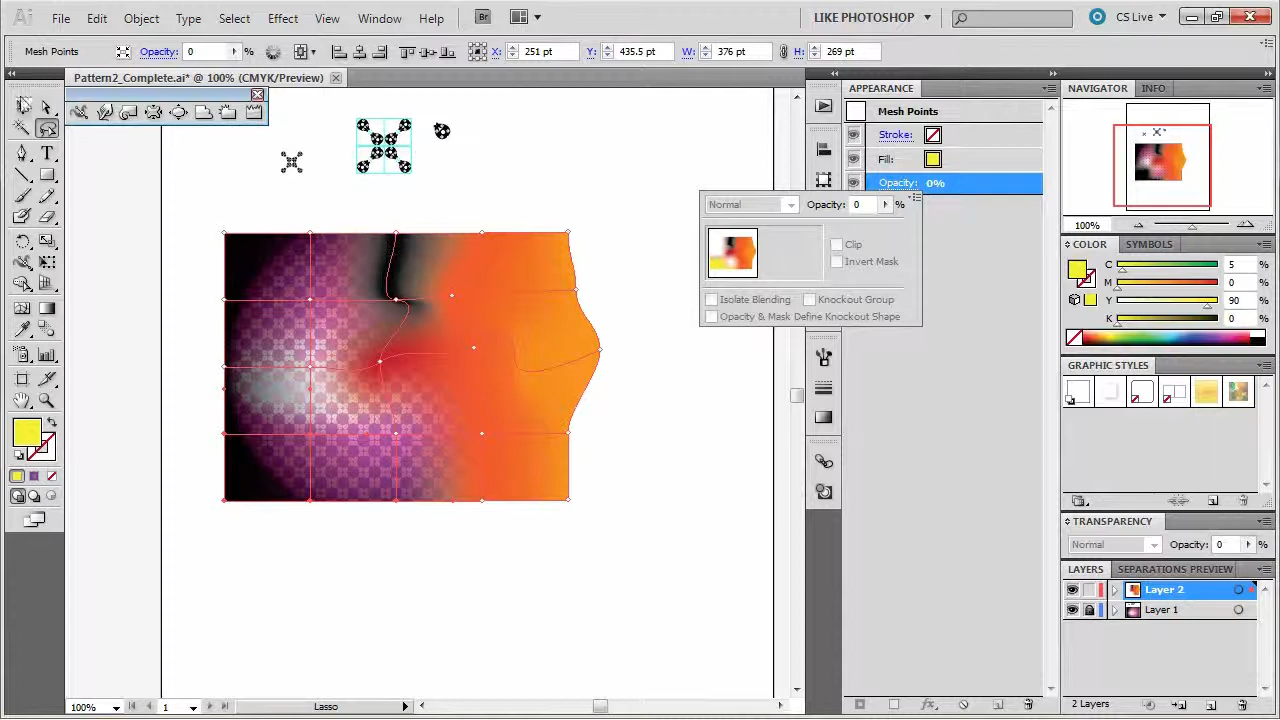 Ai File Edit Object Type Select Effect View Window Help Br LIKE PHOTOSHOP CS Live
Mesh Points Opacity: 0 % X: 251 pt Y: 435.5 pt W: 376 pt H: 269 pt
Pattern2_Complete.ai* @ 100% (CMYK/Preview)
APPEARANCE
Mesh Points
Stroke:
Fill:
Opacity: 0%
Normal Opacity: 0 %
Clip
Invert Mask
Isolate Blending Knockout Group
Opacity & Mask Define Knockout Shape
NAVIGATOR INFO
100%
COLOR SYMBOLS
C 5 %
M 0 %
Y 90 %
K 0 %
GRAPHIC STYLES
TRANSPARENCY
Normal Opacity: 0 %
LAYERS SEPARATIONS PREVIEW
Layer 2
Layer 1
2 Layers
100% 1 Lasso